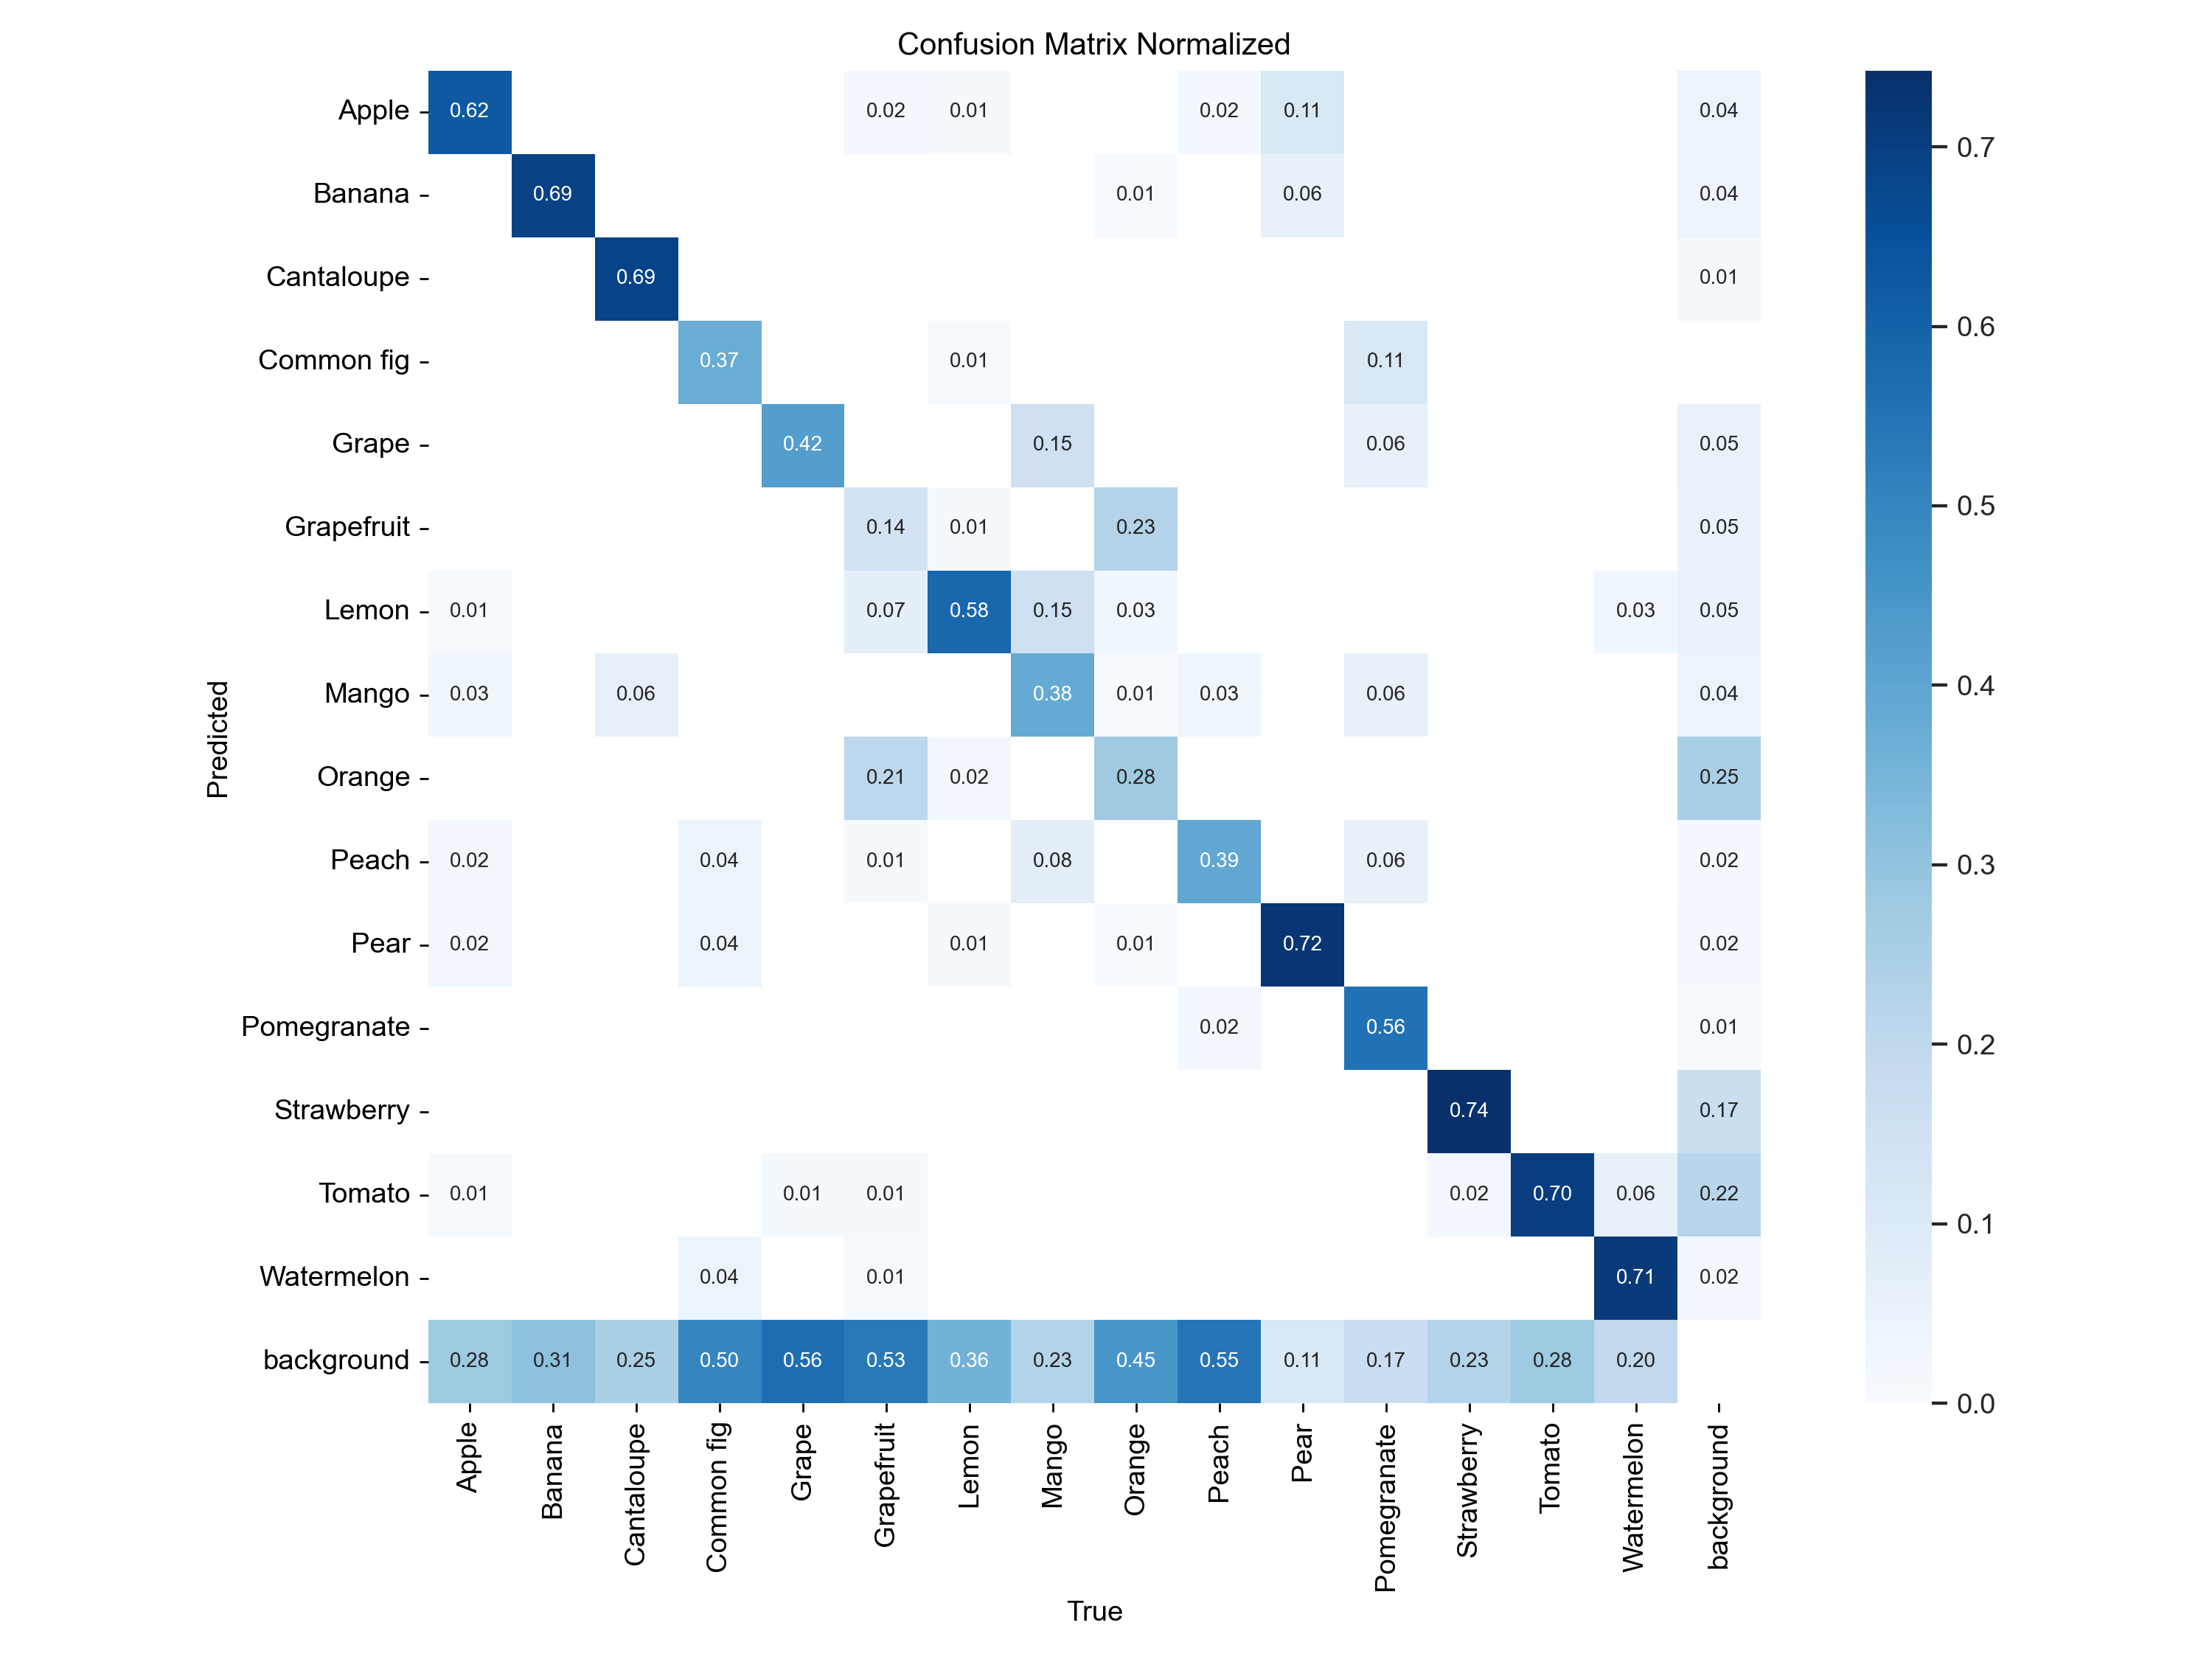 Confusion Matrix Normalized
Apple 0.62 0.02 0.01 0.02 0.11 0.04
Banana 0.69 0.01 0.06 0.04
Cantaloupe 0.69 0.01
Common fig 0.37 0.01 0.11
Grape 0.42 0.15 0.06 0.05
Grapefruit 0.14 0.01 0.23 0.05
Lemon 0.01 0.07 0.58 0.15 0.03 0.03 0.05
Mango 0.03 0.06 0.38 0.01 0.03 0.06 0.04
Orange 0.21 0.02 0.28 0.25
Peach 0.02 0.04 0.01 0.08 0.39 0.06 0.02
Pear 0.02 0.04 0.01 0.01 0.72 0.02
Pomegranate 0.02 0.56 0.01
Strawberry 0.74 0.17
Tomato 0.01 0.01 0.01 0.02 0.70 0.06 0.22
Watermelon 0.04 0.01 0.71 0.02
background 0.28 0.31 0.25 0.50 0.56 0.53 0.36 0.23 0.45 0.55 0.11 0.17 0.23 0.28 0.20
Predicted
Apple Banana Cantaloupe Common fig Grape Grapefruit Lemon Mango Orange Peach Pear Pomegranate Strawberry Tomato Watermelon background
True
0.7
0.6
0.5
0.4
0.3
0.2
0.1
0.0